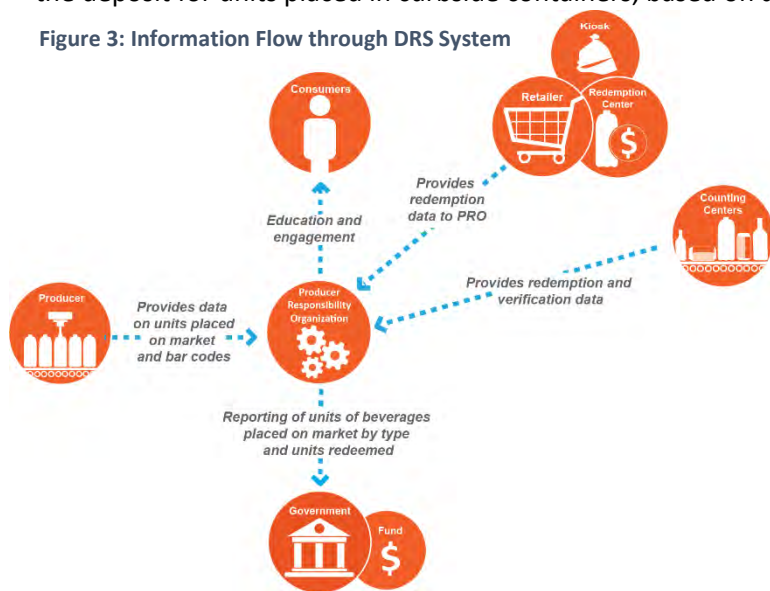 Figure 3: Information Flow through DRS System
Kiosk
Consumers
Retailer
Redemption
Center
$
Provides
redemption
data to PRO
Counting
Centers
Education and
engagement
Provides redemption and
verification data
Producer
Provides data
on units placed
on market
and bar codes
Producer
Responsibility
Organization
Reporting of units of beverages
placed on market by type
and units redeemed
Government
Fund
$